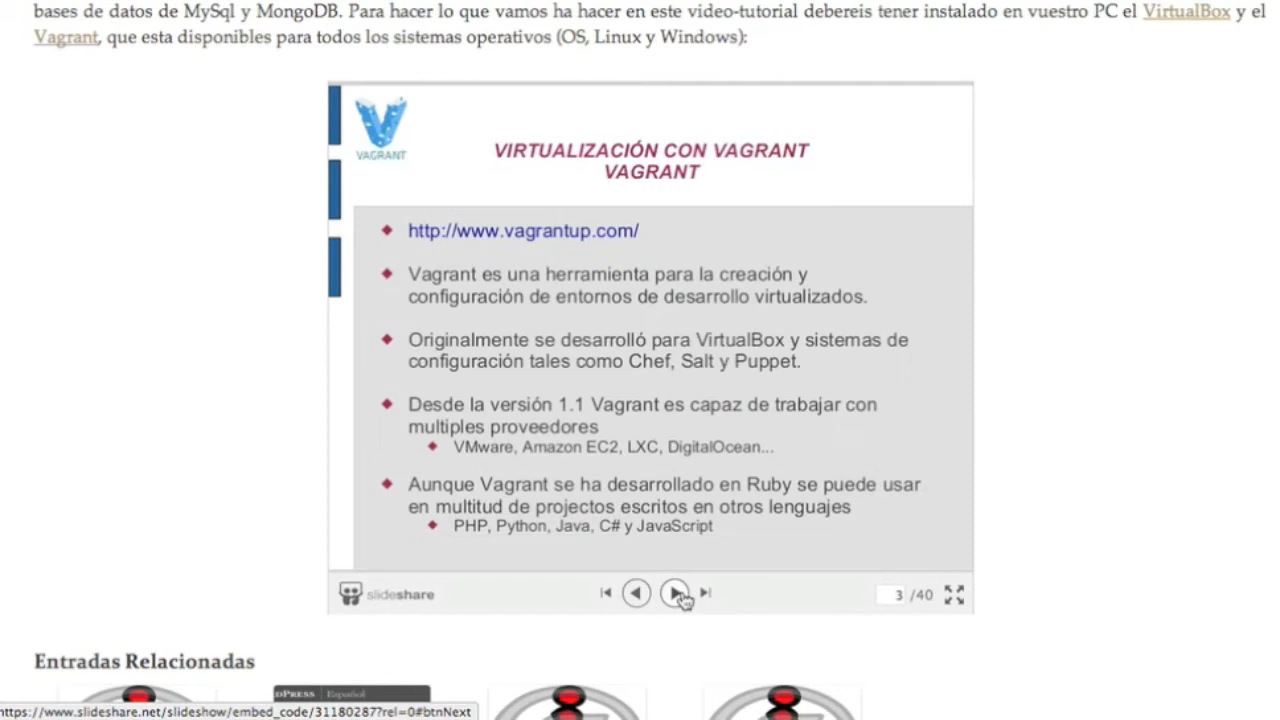 bases de datos de MySql y MongoDB. Para hacer lo que vamos ha hacer en este video-tutorial debereis tener instalado en vuestro PC el VirtualBox y el
Vagrant, que esta disponibles para todos los sistemas operativos (OS, Linux y Windows):
VAGRANT
VIRTUALIZACIÓN CON VAGRANT
VAGRANT
http://www.vagrantup.com/
Vagrant es una herramienta para la creación y
configuración de entornos de desarrollo virtualizados.
Originalmente se desarrolló para VirtualBox y sistemas de
configuración tales como Chef, Salt y Puppet.
Desde la versión 1.1 Vagrant es capaz de trabajar con
multiples proveedores
VMware, Amazon EC2, LXC, DigitalOcean...
Aunque Vagrant se ha desarrollado en Ruby se puede usar
en multitud de projectos escritos en otros lenguajes
PHP, Python, Java, C# y JavaScript
slideshare
3 /40
Entradas Relacionadas
DPRESS Español
https://www.slideshare.net/slideshow/embed_code/31180287?rel=0#btnNext